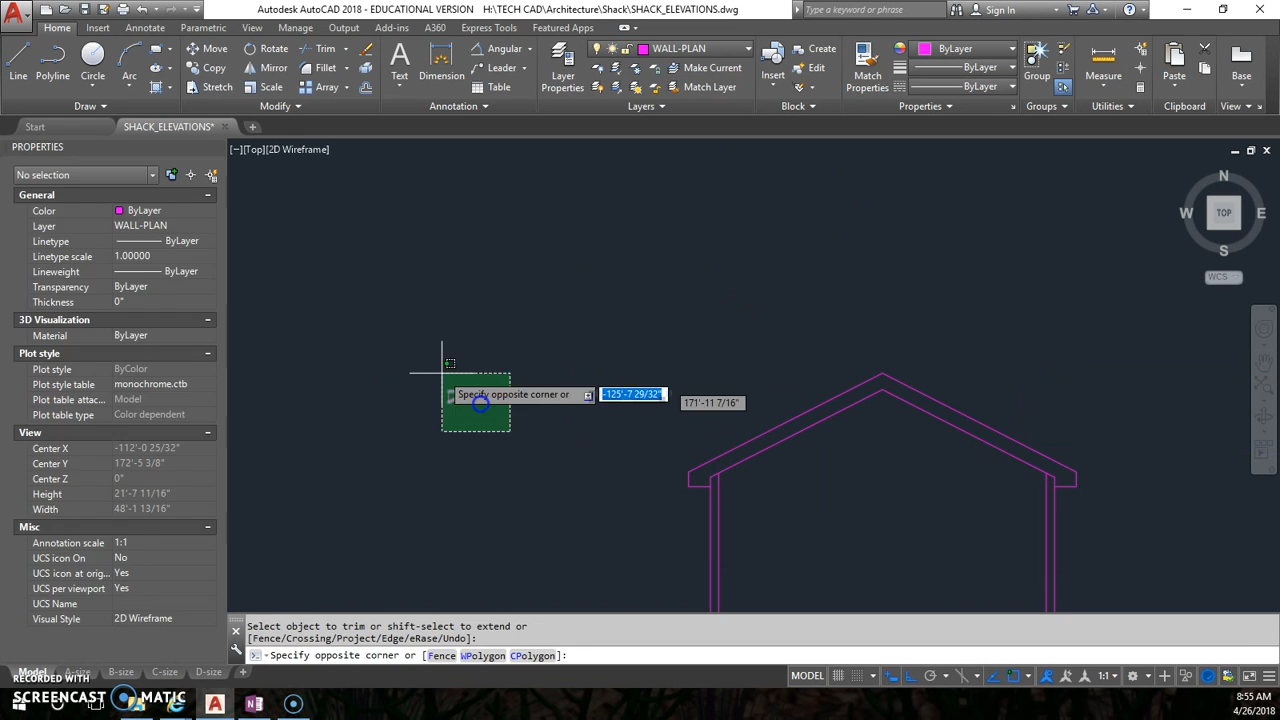 Autodesk AutoCAD 2018 - EDUCATIONAL VERSION H:\TECH CAD\Architecture\Shack\SHACK_ELEVATIONS.dwg
Type a keyword or phrase
Sign In
Home Insert Annotate Parametric View Manage Output Add-ins A360 Express Tools Featured Apps
Line Polyline Circle Arc
Move Rotate Trim
Copy Mirror Fillet
Stretch Scale Array
Text Dimension
Angular
Leader
Table
Layer Properties
WALL-PLAN
Make Current
Match Layer
Insert
Create
Edit
Match Properties
ByLayer
ByLayer
ByLayer
Group
Measure
Paste
Base
Draw Modify Annotation Layers Block Properties Groups Utilities Clipboard View
Start SHACK_ELEVATIONS*
PROPERTIES
No selection
General
Color ByLayer
Layer WALL-PLAN
Linetype ByLayer
Linetype scale 1.00000
Lineweight ByLayer
Transparency ByLayer
Thickness 0"
3D Visualization
Material ByLayer
Plot style
Plot style ByColor
Plot style table monochrome.ctb
Plot table attac... Model
Plot table type Color dependent
View
Center X -112'-0 25/32"
Center Y 172'-5 3/8"
Center Z 0"
Height 21'-7 11/16"
Width 48'-1 13/16"
Misc
Annotation scale 1:1
UCS icon On No
UCS icon at orig... Yes
UCS per viewport Yes
UCS Name
Visual Style 2D Wireframe
[−][Top][2D Wireframe]
N
W TOP E
S
WCS
Specify opposite corner or -125'-7 29/32" 171'-11 7/16"
Select object to trim or shift-select to extend or
[Fence/Crossing/Project/Edge/eRase/Undo]:
Specify opposite corner or [Fence WPolygon CPolygon]:
Model A-size B-size C-size D-size
MODEL 1:1
RECORDED WITH
SCREENCAST MATIC
8:55 AM
4/26/2018